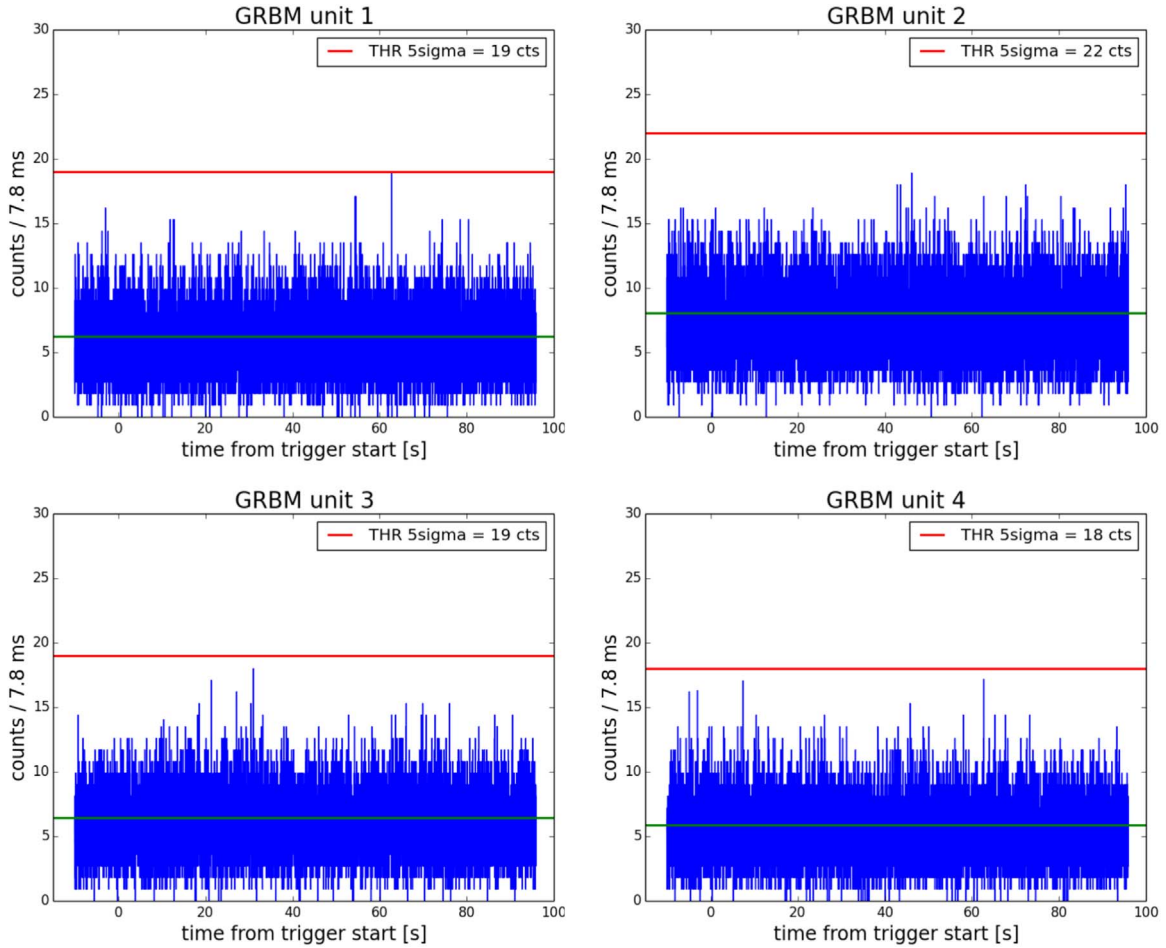 GRBM unit 1
THR 5sigma = 19 cts
counts / 7.8 ms
30
25
20
15
10
5
0
0 20 40 60 80 100
time from trigger start [s]
GRBM unit 2
THR 5sigma = 22 cts
counts / 7.8 ms
30
25
20
15
10
5
0
0 20 40 60 80 100
time from trigger start [s]
GRBM unit 3
THR 5sigma = 19 cts
counts / 7.8 ms
30
25
20
15
10
5
0
0 20 40 60 80 100
time from trigger start [s]
GRBM unit 4
THR 5sigma = 18 cts
counts / 7.8 ms
30
25
20
15
10
5
0
0 20 40 60 80 100
time from trigger start [s]